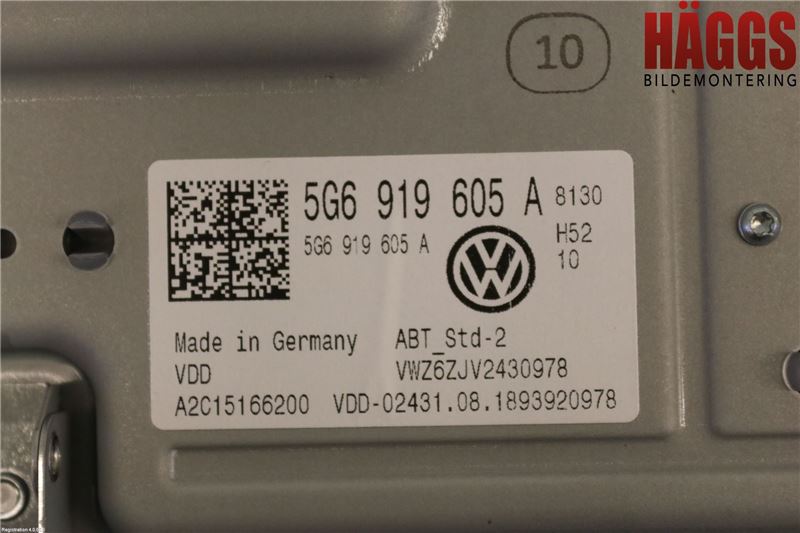 10
HÄGGS
BILDEMONTERING
5G6 919 605 A 8130
5G6 919 605 A H52
10
VW
Made in Germany ABT_Std-2
VDD VWZ6ZJV2430978
A2C15166200 VDD-02431.08.1893920978